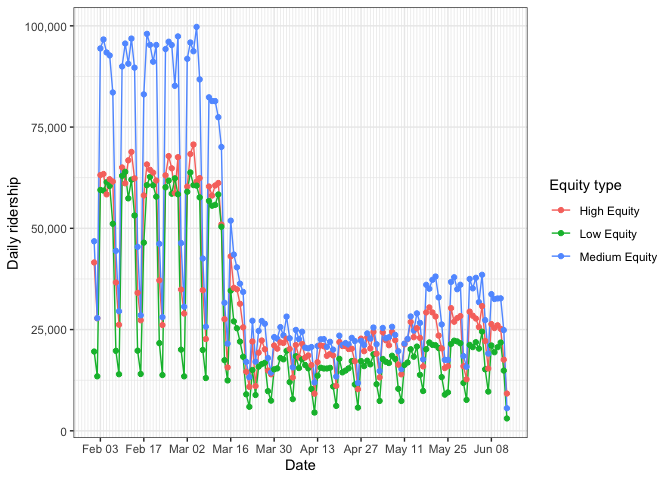 100,000
75,000
50,000
25,000
0
Daily ridership
Feb 03 Feb 17 Mar 02 Mar 16 Mar 30 Apr 13 Apr 27 May 11 May 25 Jun 08
Date
Equity type
High Equity
Low Equity
Medium Equity